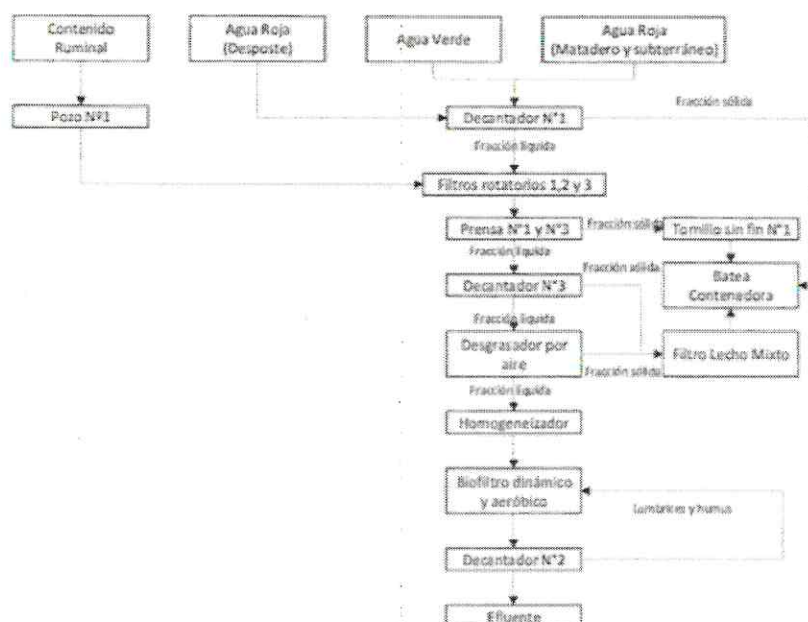 Contenido
Ruminal
Agua Roja
(Desposte)
Agua Verde
Agua Roja
(Matadero y subterráneo)
Pozo Nº1
Decantador N°1
Fracción sólida
Fracción líquida
Filtros rotatorios 1,2 y 3
Prensa N°1 y N°3
Fracción sólida
Tornillo sin fin N°1
Fracción líquida
Fracción sólida
Batea
Contenedora
Decantador N°3
Fracción líquida
Desgrasador por
aire
Filtro Lecho Mixto
Fracción sólida
Fracción líquida
Homogeneizador
Biofiltro dinámico
y aeróbico
Lombrices y humus
Decantador N°2
Efluente